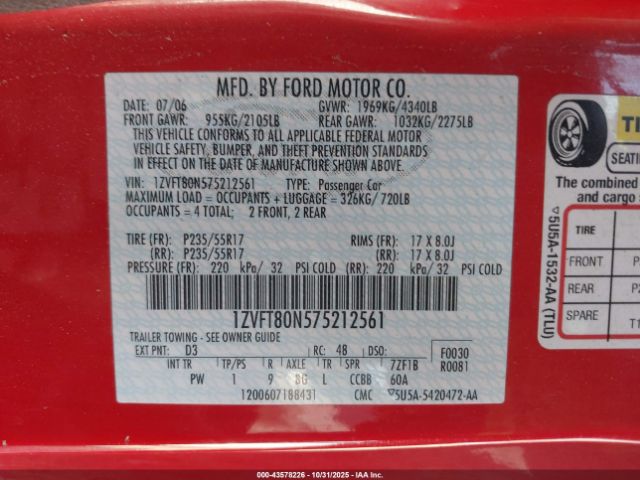 MFD. BY FORD MOTOR CO.
DATE: 07/06 GVWR: 1969KG/4340LB
FRONT GAWR: 955KG/2105LB REAR GAWR: 1032KG/2275LB
THIS VEHICLE CONFORMS TO ALL APPLICABLE FEDERAL MOTOR
VEHICLE SAFETY, BUMPER, AND THEFT PREVENTION STANDARDS
IN EFFECT ON THE DATE OF MANUFACTURE SHOWN ABOVE.
VIN: 1ZVFT80N575212561 TYPE: Passenger Car
MAXIMUM LOAD = OCCUPANTS + LUGGAGE = 326KG/720LB
OCCUPANTS = 4 TOTAL; 2 FRONT, 2 REAR
TIRE (FR): P235/55R17 RIMS (FR): 17 X 8.0J
(RR): P235/55R17 (RR): 17 X 8.0J
PRESSURE (FR): 220 kPa/ 32 PSI COLD (RR): 220 kPa/ 32 PSI COLD
1ZVFT80N575212561
TRAILER TOWING - SEE OWNER GUIDE
EXT PNT: D3 RC: 48 DSO: F0030
INT TR TP/PS R AXLE TR SPR 7ZF1B R0081
PW 1 9 8G L CCBB 60A
1200607188431 CMC ▽5U5A-5420472-AA
▽5U5A-1532-AA (TLU)
SEATIN
The combined
and cargo
TIRE
FRONT P
REAR P2
SPARE T1
000-43578226 - 10/31/2025 - IAAI.COM